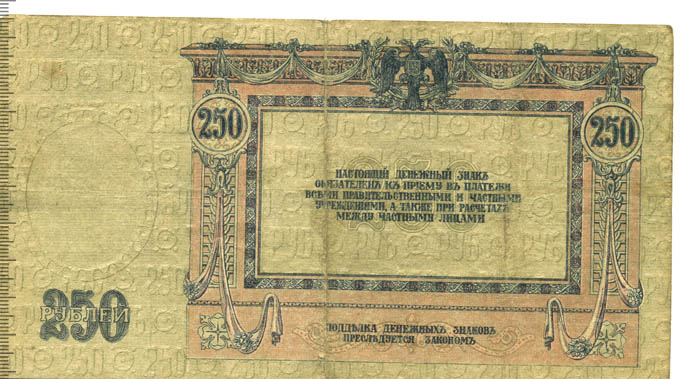 250
250
НАСТОЯЩІЙ ДЕНЕЖНЫЙ ЗНАКЪ
ОБЯЗАТЕЛЕНЪ КЪ ПРІЕМУ ВЪ ПЛАТЕЖИ
ВСѢМИ ПРАВИТЕЛЬСТВЕННЫМИ И ЧАСТНЫМИ
УЧРЕЖДЕНІЯМИ, А ТАКЖЕ ПРИ РАСЧЕТАХЪ
МЕЖДУ ЧАСТНЫМИ ЛИЦАМИ
250
РУБЛЕЙ
ПОДДѢЛКА ДЕНЕЖНЫХЪ ЗНАКОВЪ
ПРЕСЛѢДУЕТСЯ ЗАКОНОМЪ